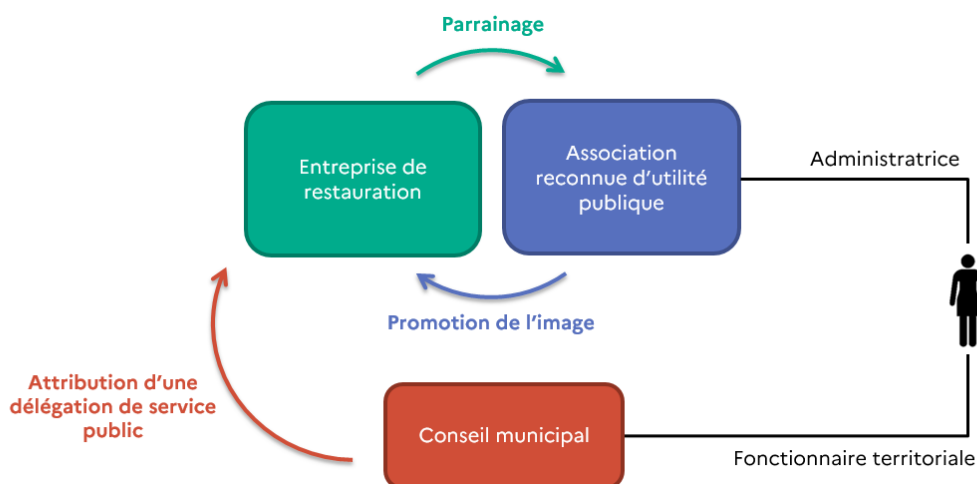 Parrainage
Entreprise de
restauration
Association
reconnue d'utilité
publique
Administratrice
Promotion de l'image
Attribution d'une
délégation de service
public
Conseil municipal
Fonctionnaire territoriale